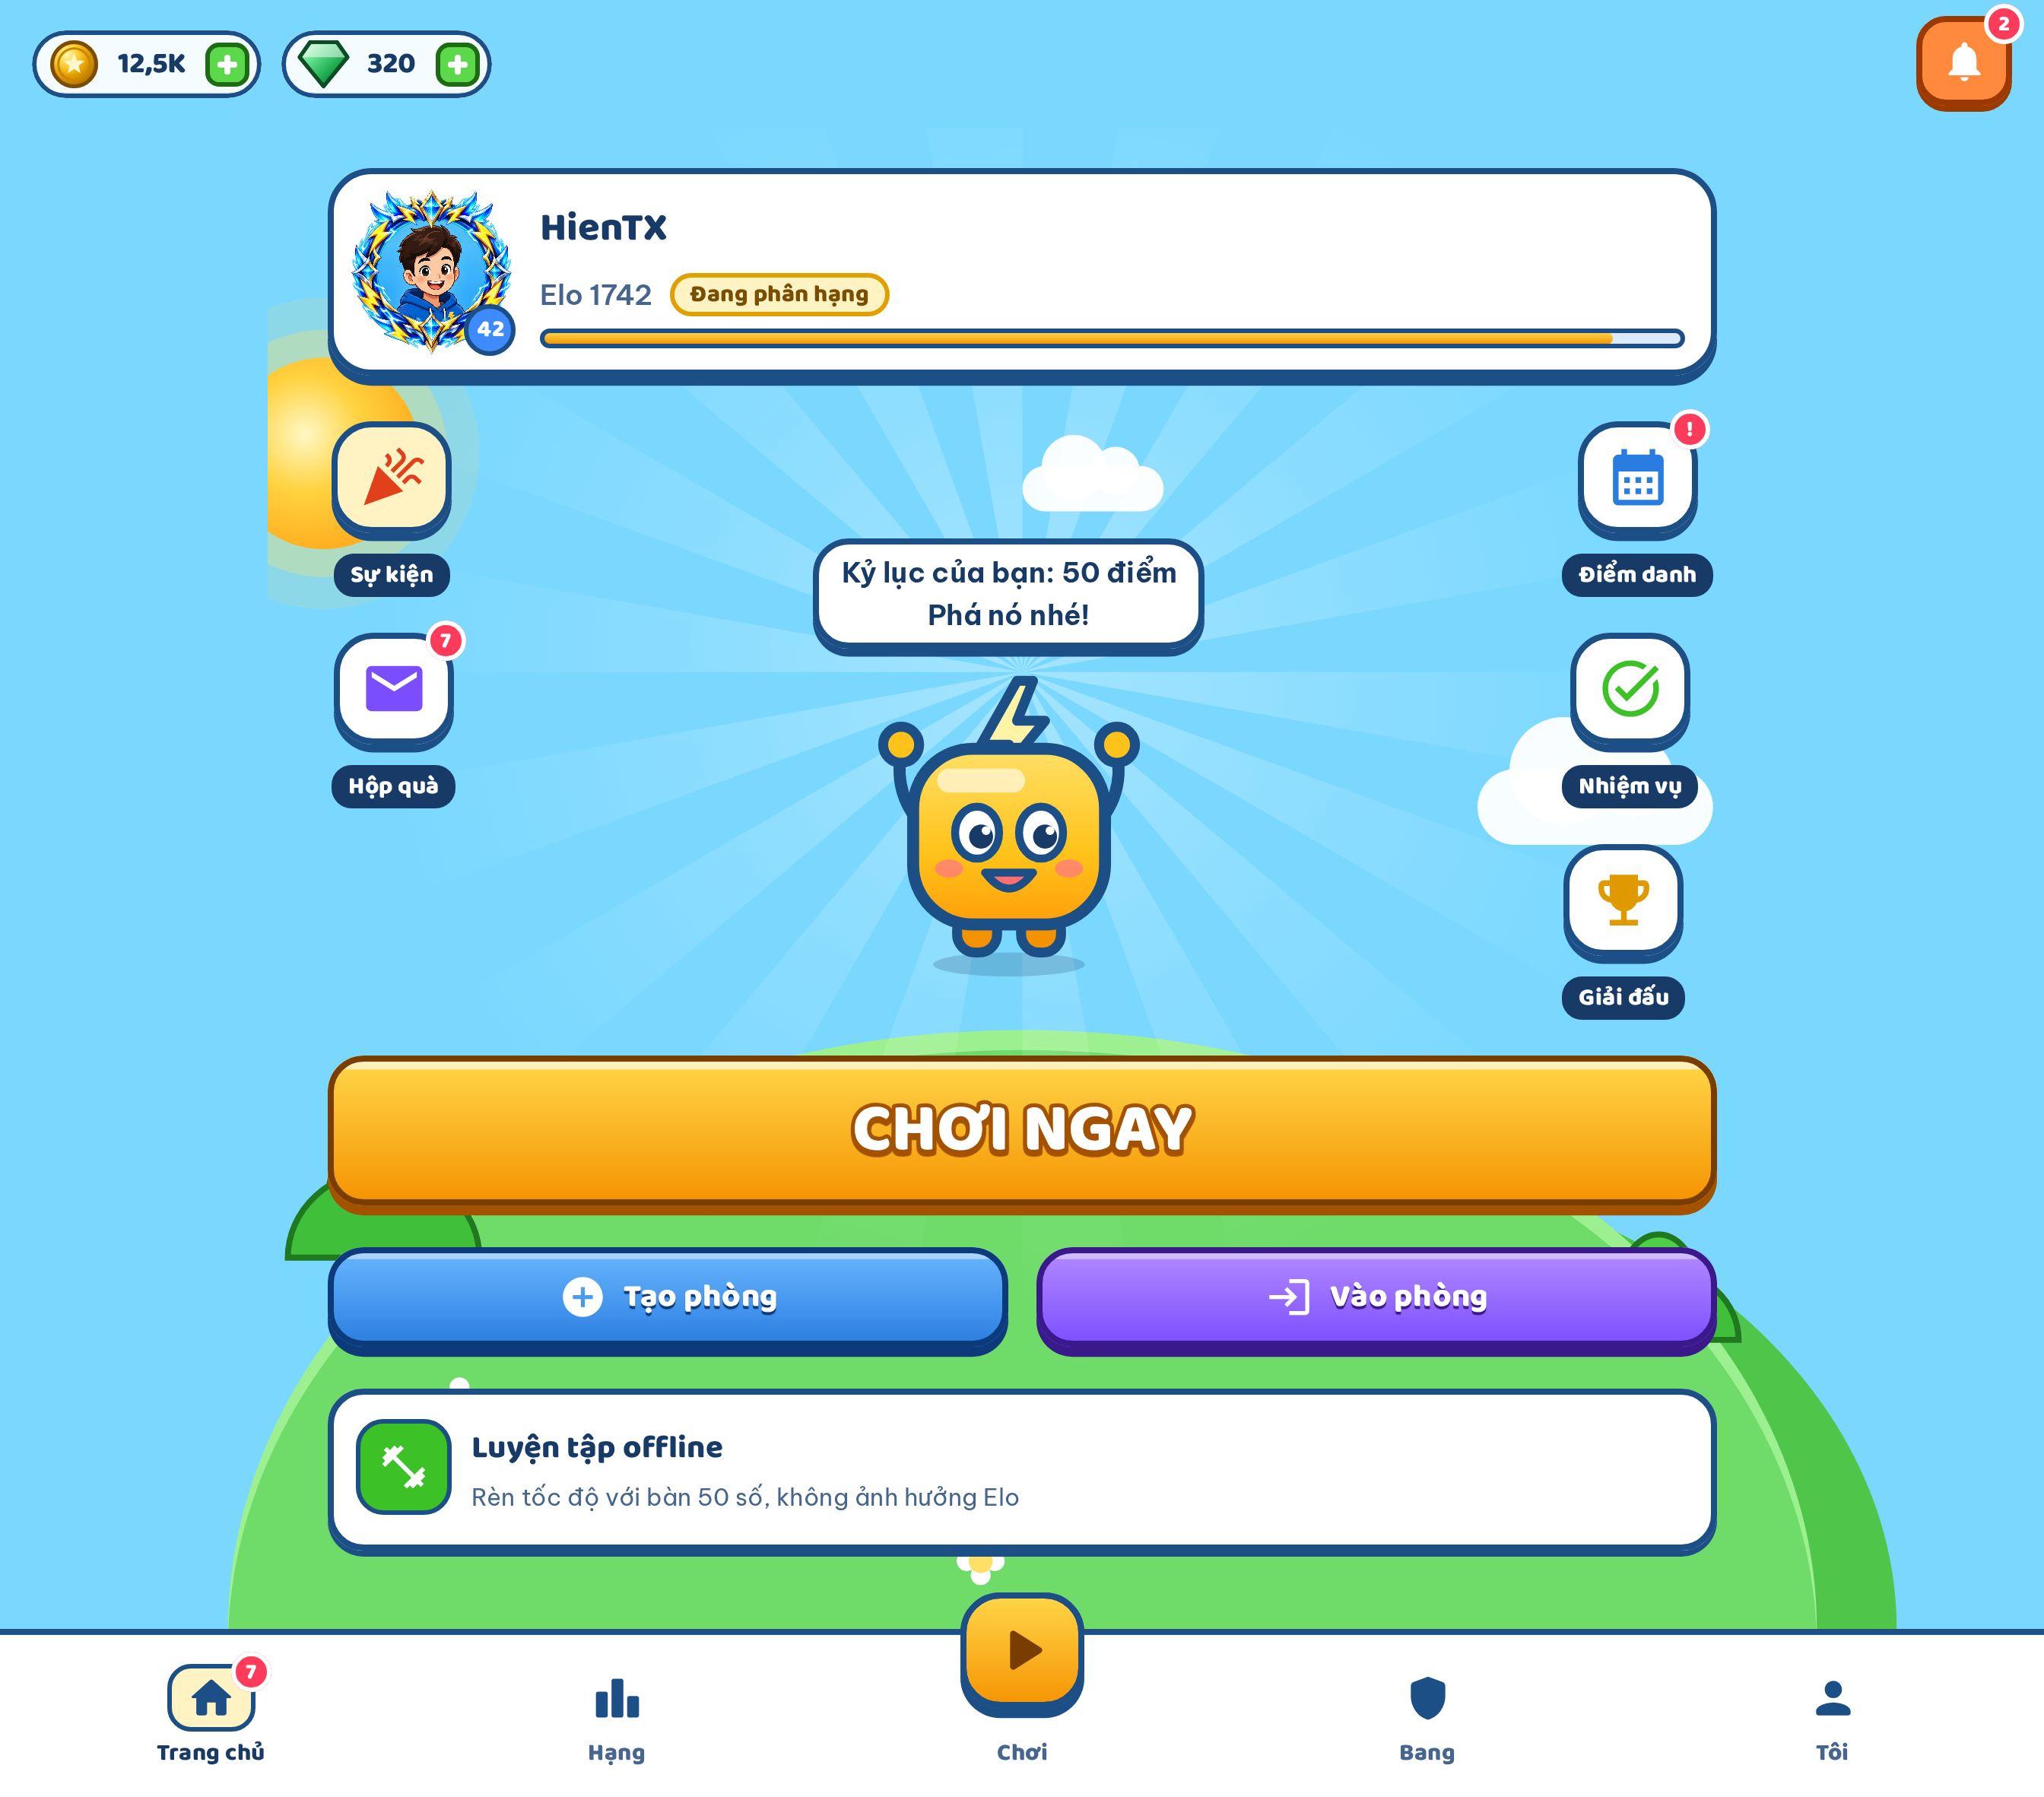 12,5K
320
2
HienTX
Elo 1742
Đang phân hạng
42
Sự kiện
!
Điểm danh
Kỷ lục của bạn: 50 điểm
Phá nó nhé!
7
Hộp quà
Nhiệm vụ
Giải đấu
CHƠI NGAY
Tạo phòng
Vào phòng
Luyện tập offline
Rèn tốc độ với bàn 50 số, không ảnh hưởng Elo
7
Trang chủ
Hạng
Chơi
Bang
Tôi